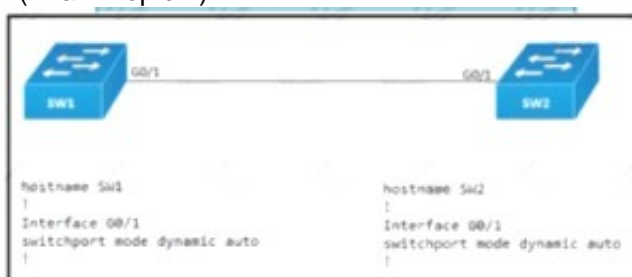 G0/1 G0/1
SW1 SW2
hostname SW1
!
Interface G0/1
switchport mode dynamic auto
!
hostname SW2
!
Interface G0/1
switchport mode dynamic auto
!